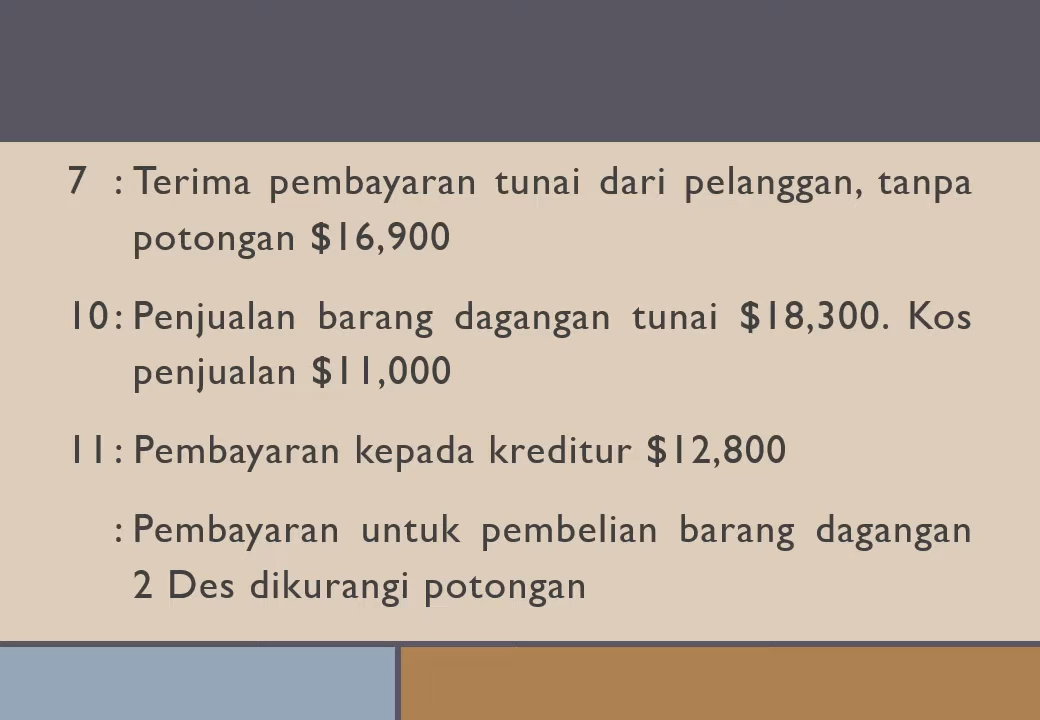 7 : Terima pembayaran tunai dari pelanggan, tanpa
potongan $16,900
10: Penjualan barang dagangan tunai $18,300. Kos
penjualan $11,000
11: Pembayaran kepada kreditur $12,800
: Pembayaran untuk pembelian barang dagangan
2 Des dikurangi potongan